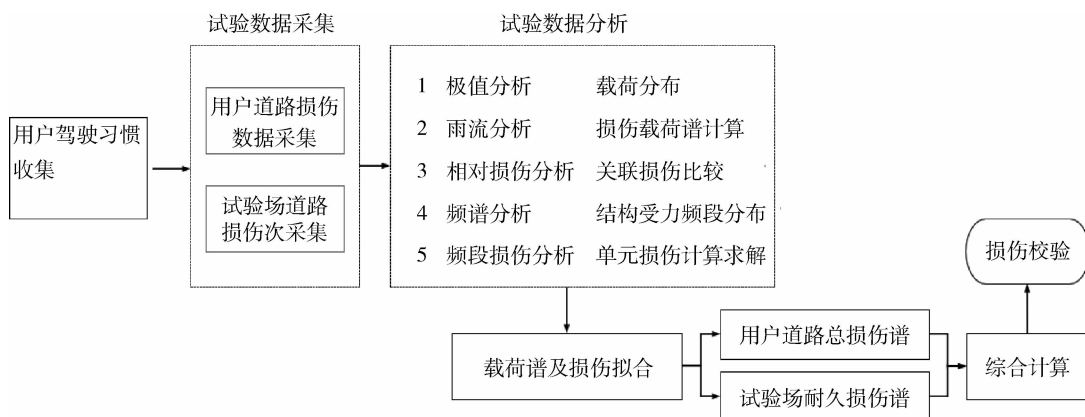 试验数据采集
试验数据分析
用户驾驶习惯
收集
用户道路损伤
数据采集
试验场道路
损伤次采集
1 极值分析 载荷分布
2 雨流分析 损伤载荷谱计算
3 相对损伤分析 关联损伤比较
4 频谱分析 结构受力频段分布
5 频段损伤分析 单元损伤计算求解
载荷谱及损伤拟合
用户道路总损伤谱
试验场耐久损伤谱
综合计算
损伤校验